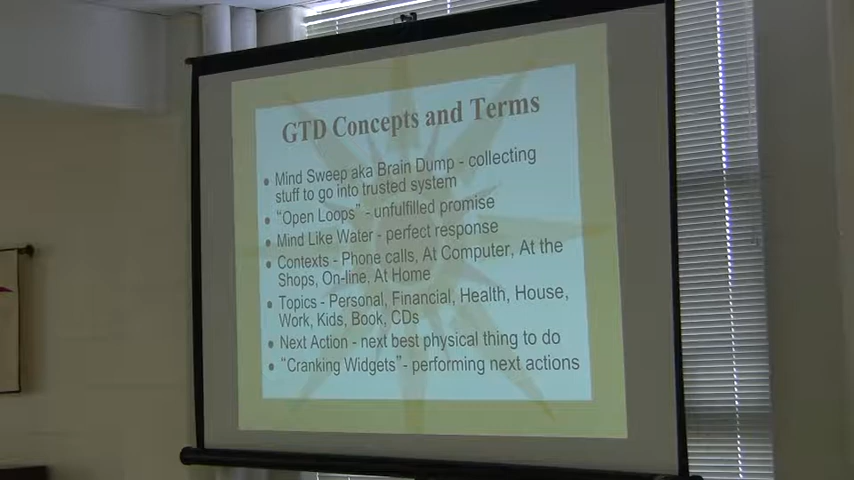 GTD Concepts and Terms
• Mind Sweep aka Brain Dump - collecting
stuff to go into trusted system
• "Open Loops" - unfulfilled promise
• Mind Like Water - perfect response
• Contexts - Phone calls, At Computer, At the
Shops, On-line, At Home
• Topics - Personal, Financial, Health, House,
Work, Kids, Book, CDs
• Next Action - next best physical thing to do
• "Cranking Widgets"- performing next actions